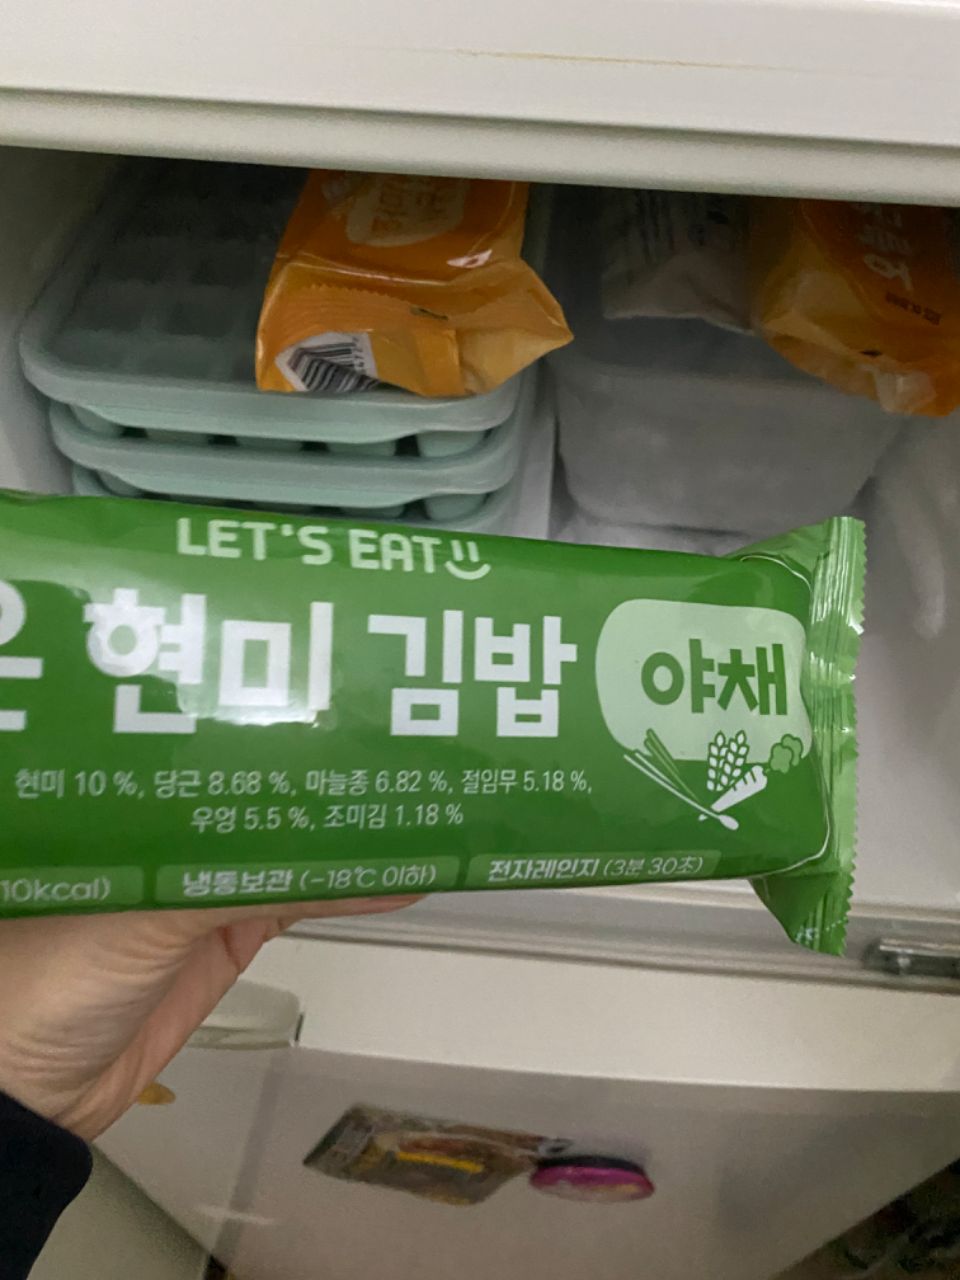 LET'S EAT
현미 김밥
야채
현미 10 %, 당근 8.68 %, 마늘종 6.82 %, 절임무 5.18 %,
우엉 5.5 %, 조미김 1.18 %
10kcal)
냉동보관 (-18℃ 이하)
전자레인지 (3분 30초)